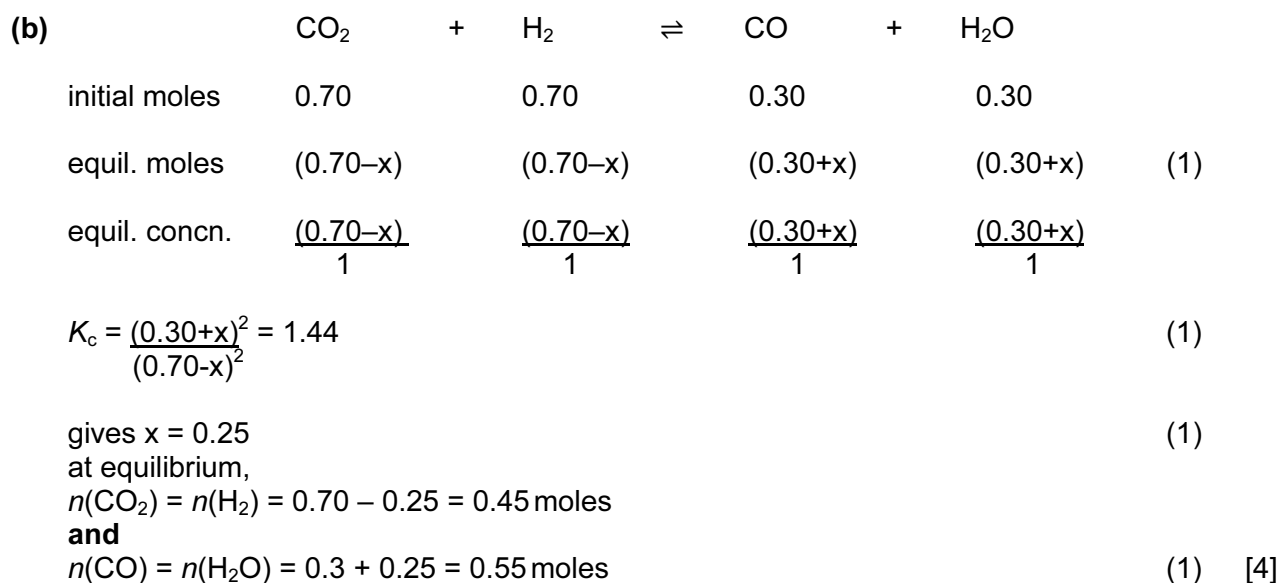 (b) CO₂ + H₂ ⇌ CO + H₂O
initial moles 0.70 0.70 0.30 0.30
equil. moles (0.70–x) (0.70–x) (0.30+x) (0.30+x) (1)
equil. concn. (0.70–x) (0.70–x) (0.30+x) (0.30+x)
1 1 1 1
Kc = (0.30+x)² = 1.44 (1)
(0.70-x)²
gives x = 0.25 (1)
at equilibrium,
n(CO₂) = n(H₂) = 0.70 – 0.25 = 0.45 moles
and
n(CO) = n(H₂O) = 0.3 + 0.25 = 0.55 moles (1) [4]